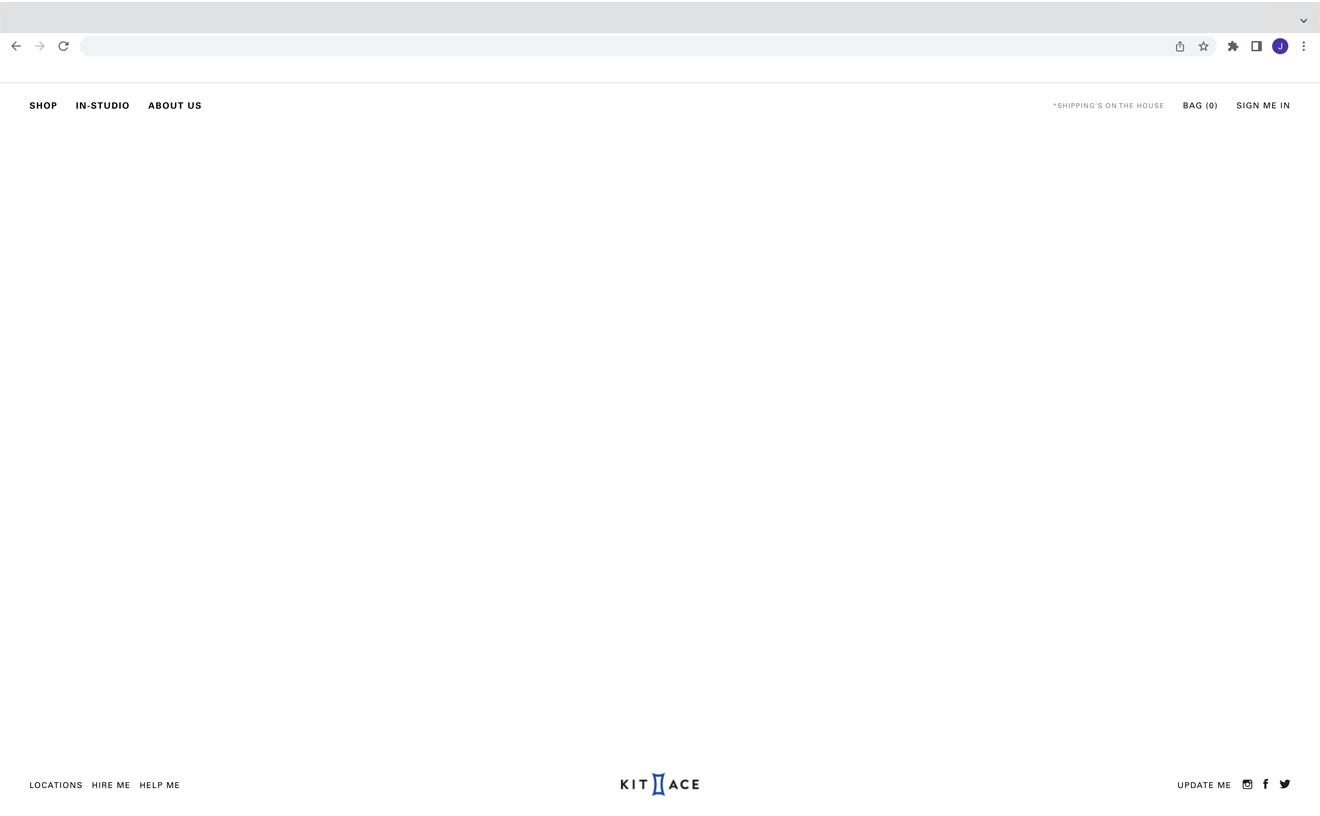 J
SHOP IN-STUDIO ABOUT US *SHIPPING'S ON THE HOUSE BAG (0) SIGN ME IN
LOCATIONS HIRE ME HELP ME KIT ACE UPDATE ME